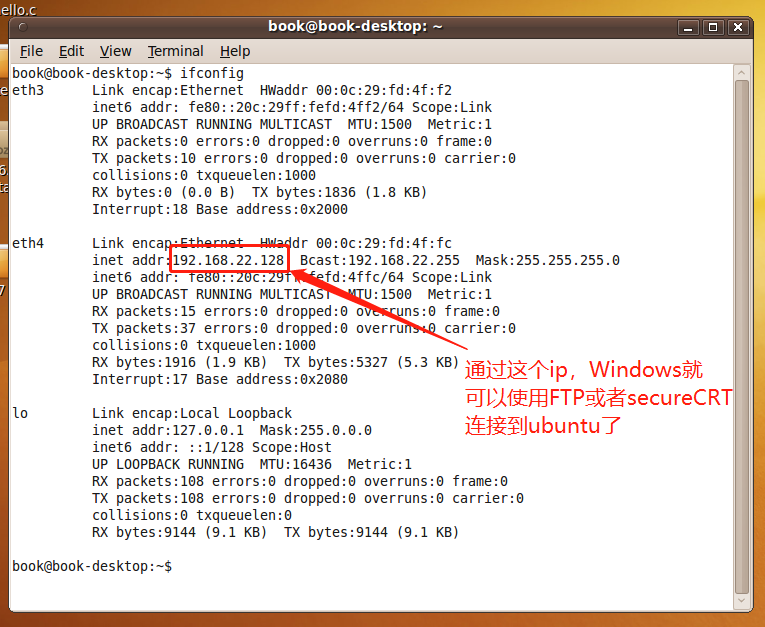 ello.c
book@book-desktop: ~
File Edit View Terminal Help
book@book-desktop:~$ ifconfig
eth3 Link encap:Ethernet HWaddr 00:0c:29:fd:4f:f2
inet6 addr: fe80::20c:29ff:fefd:4ff2/64 Scope:Link
UP BROADCAST RUNNING MULTICAST MTU:1500 Metric:1
RX packets:0 errors:0 dropped:0 overruns:0 frame:0
TX packets:10 errors:0 dropped:0 overruns:0 carrier:0
collisions:0 txqueuelen:1000
RX bytes:0 (0.0 B) TX bytes:1836 (1.8 KB)
Interrupt:18 Base address:0x2000
eth4 Link encap:Ethernet HWaddr 00:0c:29:fd:4f:fc
inet addr:192.168.22.128 Bcast:192.168.22.255 Mask:255.255.255.0
inet6 addr: fe80::20c:29ff:fefd:4ffc/64 Scope:Link
UP BROADCAST RUNNING MULTICAST MTU:1500 Metric:1
RX packets:15 errors:0 dropped:0 overruns:0 frame:0
TX packets:37 errors:0 dropped:0 overruns:0 carrier:0
collisions:0 txqueuelen:1000
RX bytes:1916 (1.9 KB) TX bytes:5327 (5.3 KB)
Interrupt:17 Base address:0x2080
通过这个ip，Windows就
可以使用FTP或者secureCRT
连接到ubuntu了
lo Link encap:Local Loopback
inet addr:127.0.0.1 Mask:255.0.0.0
inet6 addr: ::1/128 Scope:Host
UP LOOPBACK RUNNING MTU:16436 Metric:1
RX packets:108 errors:0 dropped:0 overruns:0 frame:0
TX packets:108 errors:0 dropped:0 overruns:0 carrier:0
collisions:0 txqueuelen:0
RX bytes:9144 (9.1 KB) TX bytes:9144 (9.1 KB)
book@book-desktop:~$